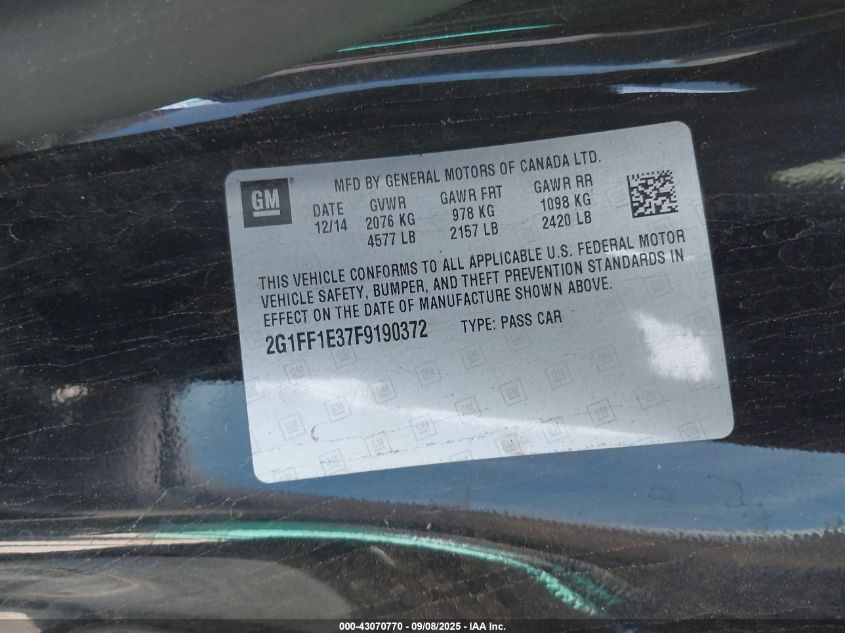 GM
MFD BY GENERAL MOTORS OF CANADA LTD.
DATE GVWR GAWR FRT GAWR RR
12/14 2076 KG 978 KG 1098 KG
4577 LB 2157 LB 2420 LB
THIS VEHICLE CONFORMS TO ALL APPLICABLE U.S. FEDERAL MOTOR
VEHICLE SAFETY, BUMPER, AND THEFT PREVENTION STANDARDS IN
EFFECT ON THE DATE OF MANUFACTURE SHOWN ABOVE.
2G1FF1E37F9190372 TYPE: PASS CAR
000-43070770 - 09/08/2025 - IAA Inc.